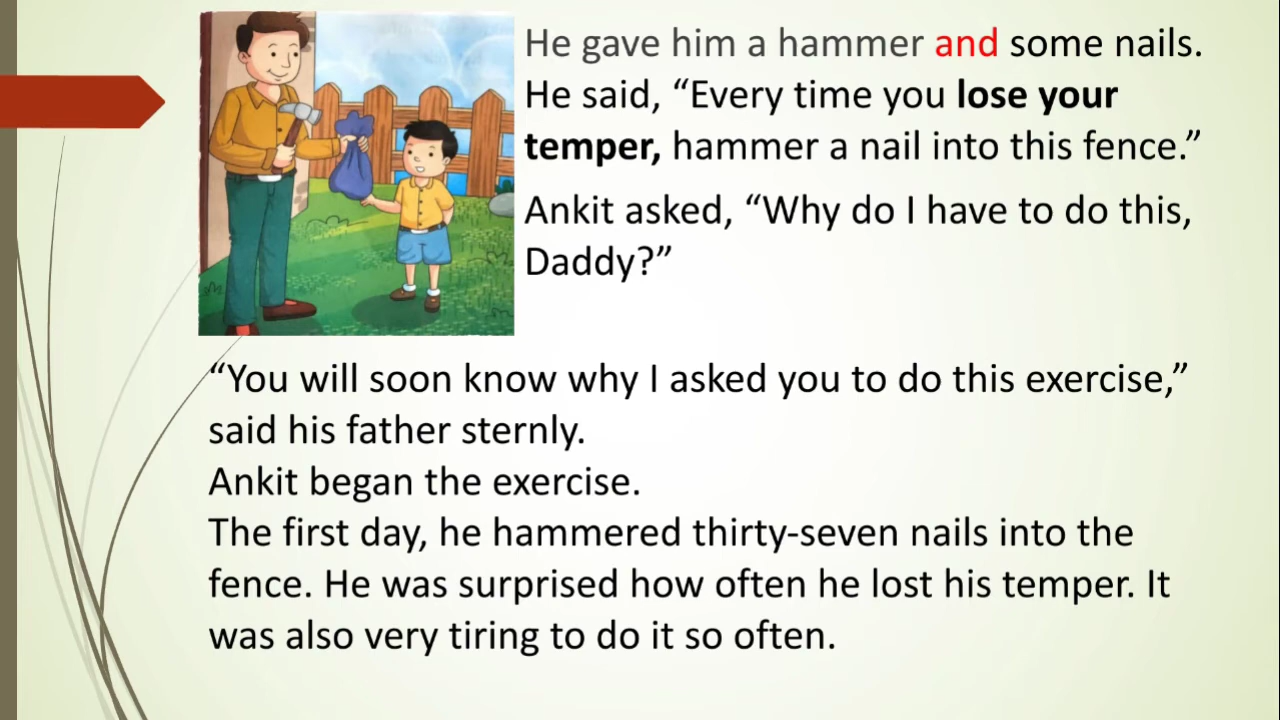 He gave him a hammer and some nails.
He said, “Every time you lose your
temper, hammer a nail into this fence.”
Ankit asked, “Why do I have to do this,
Daddy?”
“You will soon know why I asked you to do this exercise,”
said his father sternly.
Ankit began the exercise.
The first day, he hammered thirty-seven nails into the
fence. He was surprised how often he lost his temper. It
was also very tiring to do it so often.